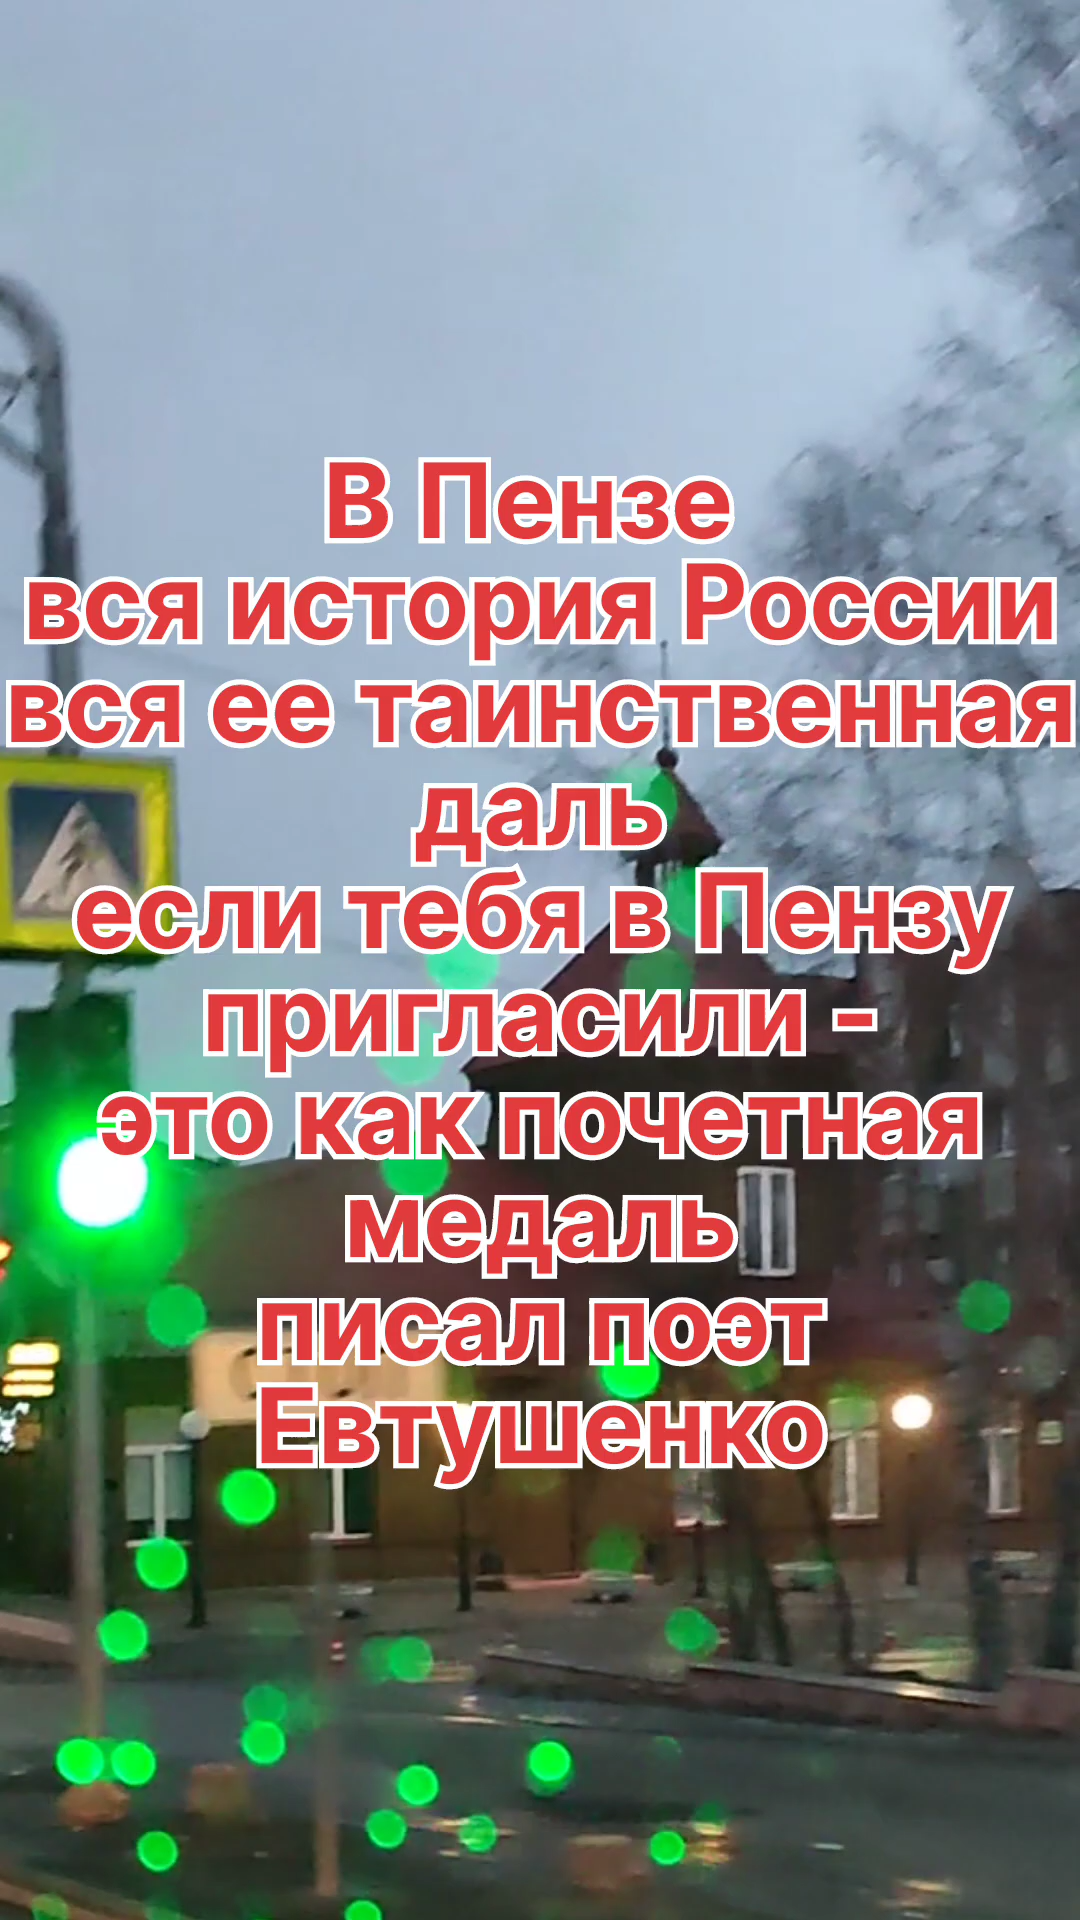 В Пензе
вся история России
вся ее таинственная
даль
если тебя в Пензу
пригласили -
это как почетная
медаль
писал поэт
Евтушенко